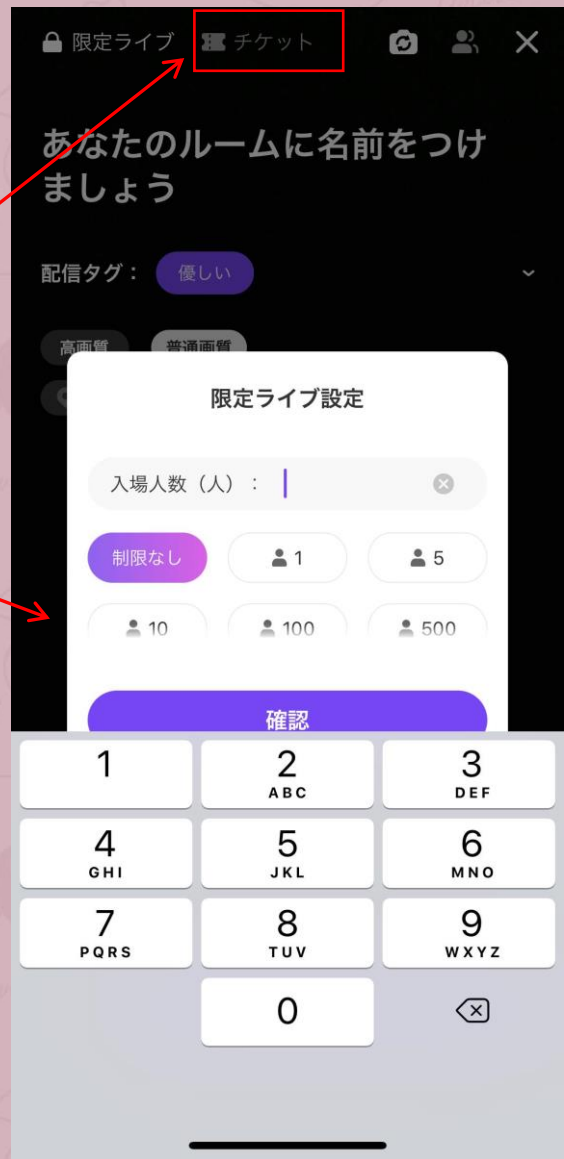 限定ライブ チケット
あなたのルームに名前をつけ
ましょう
配信タグ： 優しい
高画質 普通画質
限定ライブ設定
入場人数（人）：
制限なし 1 5
10 100 500
確認
1 2 3
ABC DEF
4 5 6
GHI JKL MNO
7 8 9
PQRS TUV WXYZ
0